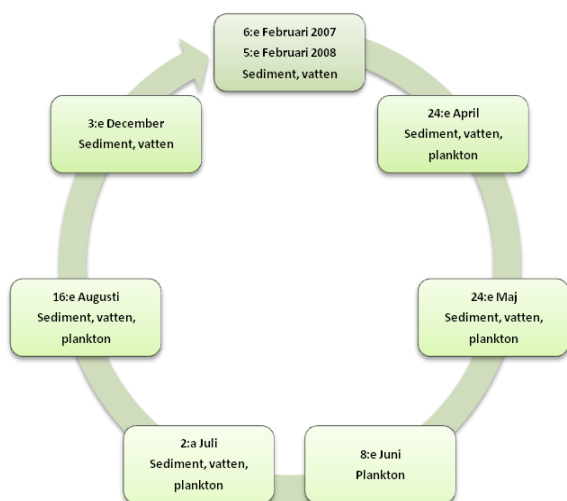 6:e Februari 2007
5:e Februari 2008
Sediment, vatten
24:e April
Sediment, vatten,
plankton
24:e Maj
Sediment, vatten,
plankton
8:e Juni
Plankton
2:a Juli
Sediment, vatten,
plankton
16:e Augusti
Sediment, vatten,
plankton
3:e December
Sediment, vatten